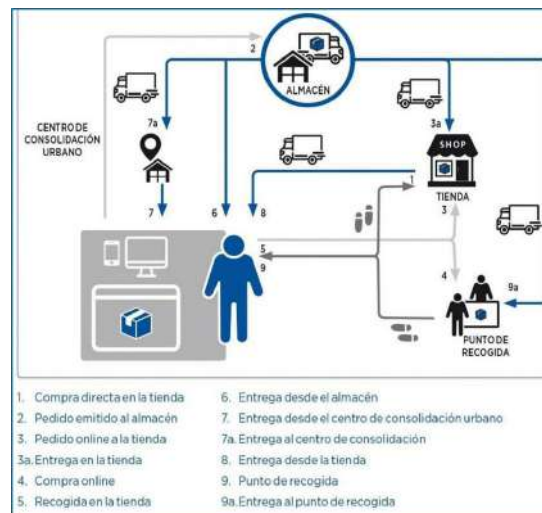 2
ALMACÉN
7a
3a
CENTRO DE
CONSOLIDACIÓN
URBANO
SHOP
1
TIENDA
7
6
8
3
5
9
4
9a
PUNTO DE
RECOGIDA
1. Compra directa en la tienda
2. Pedido emitido al almacén
3. Pedido online a la tienda
3a. Entrega en la tienda
4. Compra online
5. Recogida en la tienda
6. Entrega desde el almacén
7. Entrega desde el centro de consolidación urbano
7a. Entrega al centro de consolidación
8. Entrega desde la tienda
9. Punto de recogida
9a. Entrega al punto de recogida